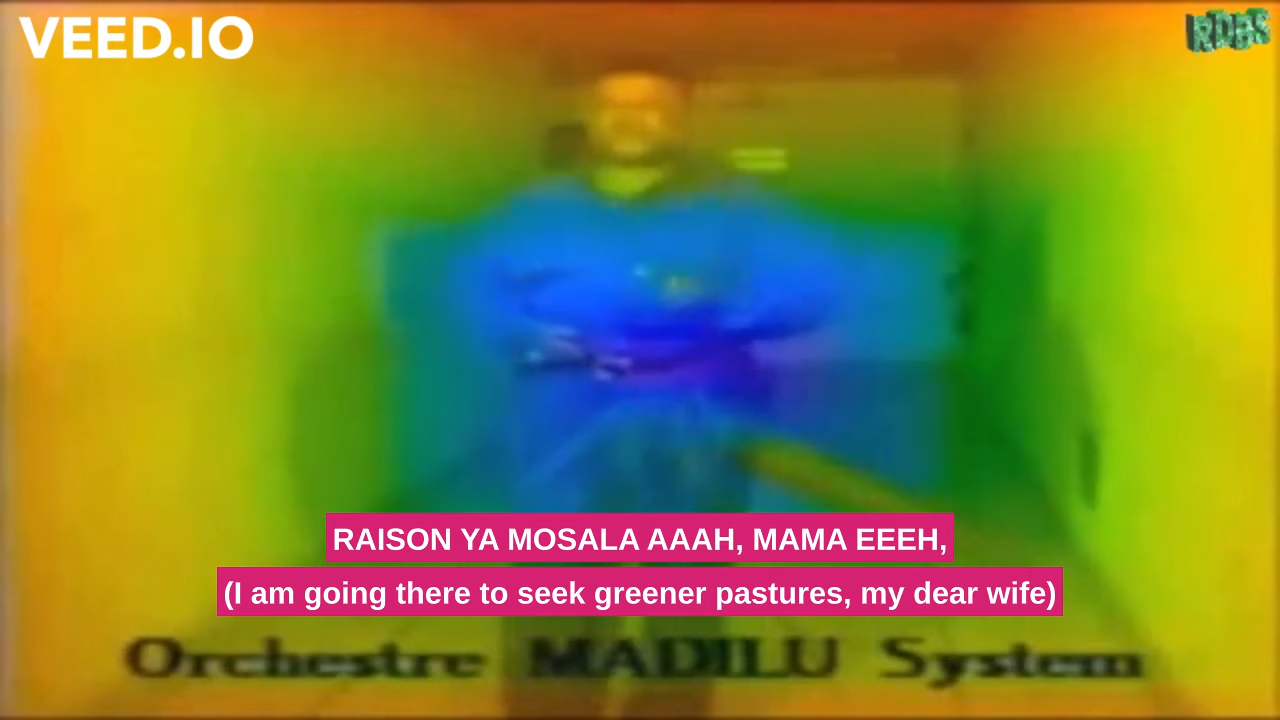 VEED.IO
RDBS
RAISON YA MOSALA AAAH, MAMA EEEH,
(I am going there to seek greener pastures, my dear wife)
Orchestre MADILU System